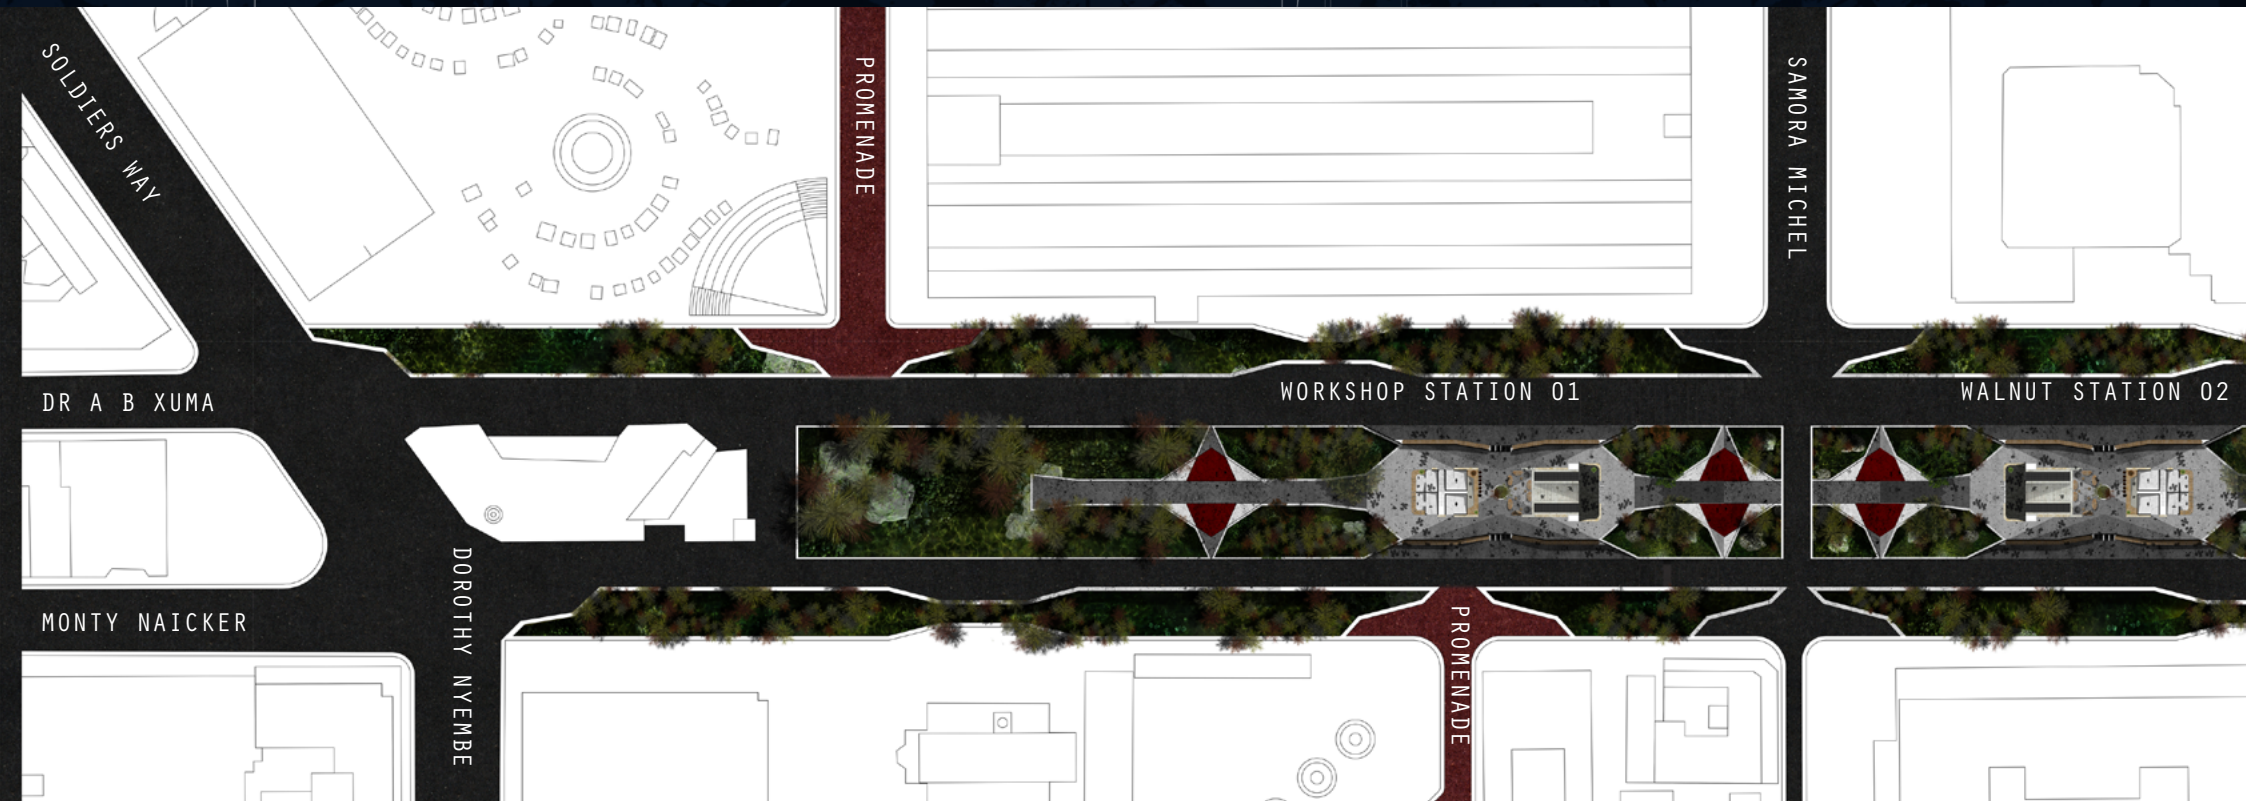 SOLDIERS WAY
PROMENADE
SAMORA MICHEL
DR A B XUMA
WORKSHOP STATION 01
WALNUT STATION 02
MONTY NAICKER
DOROTHY NYEMBE
PROMENADE